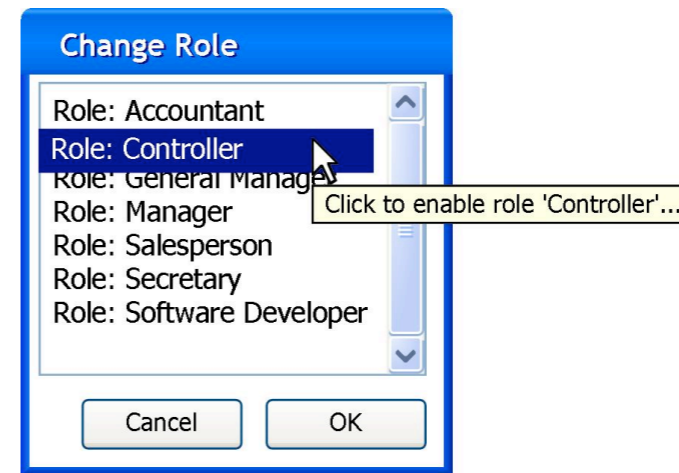 Change Role
Role: Accountant
Role: Controller
Role: General Manager
Click to enable role 'Controller'...
Role: Manager
Role: Salesperson
Role: Secretary
Role: Software Developer
Cancel
OK